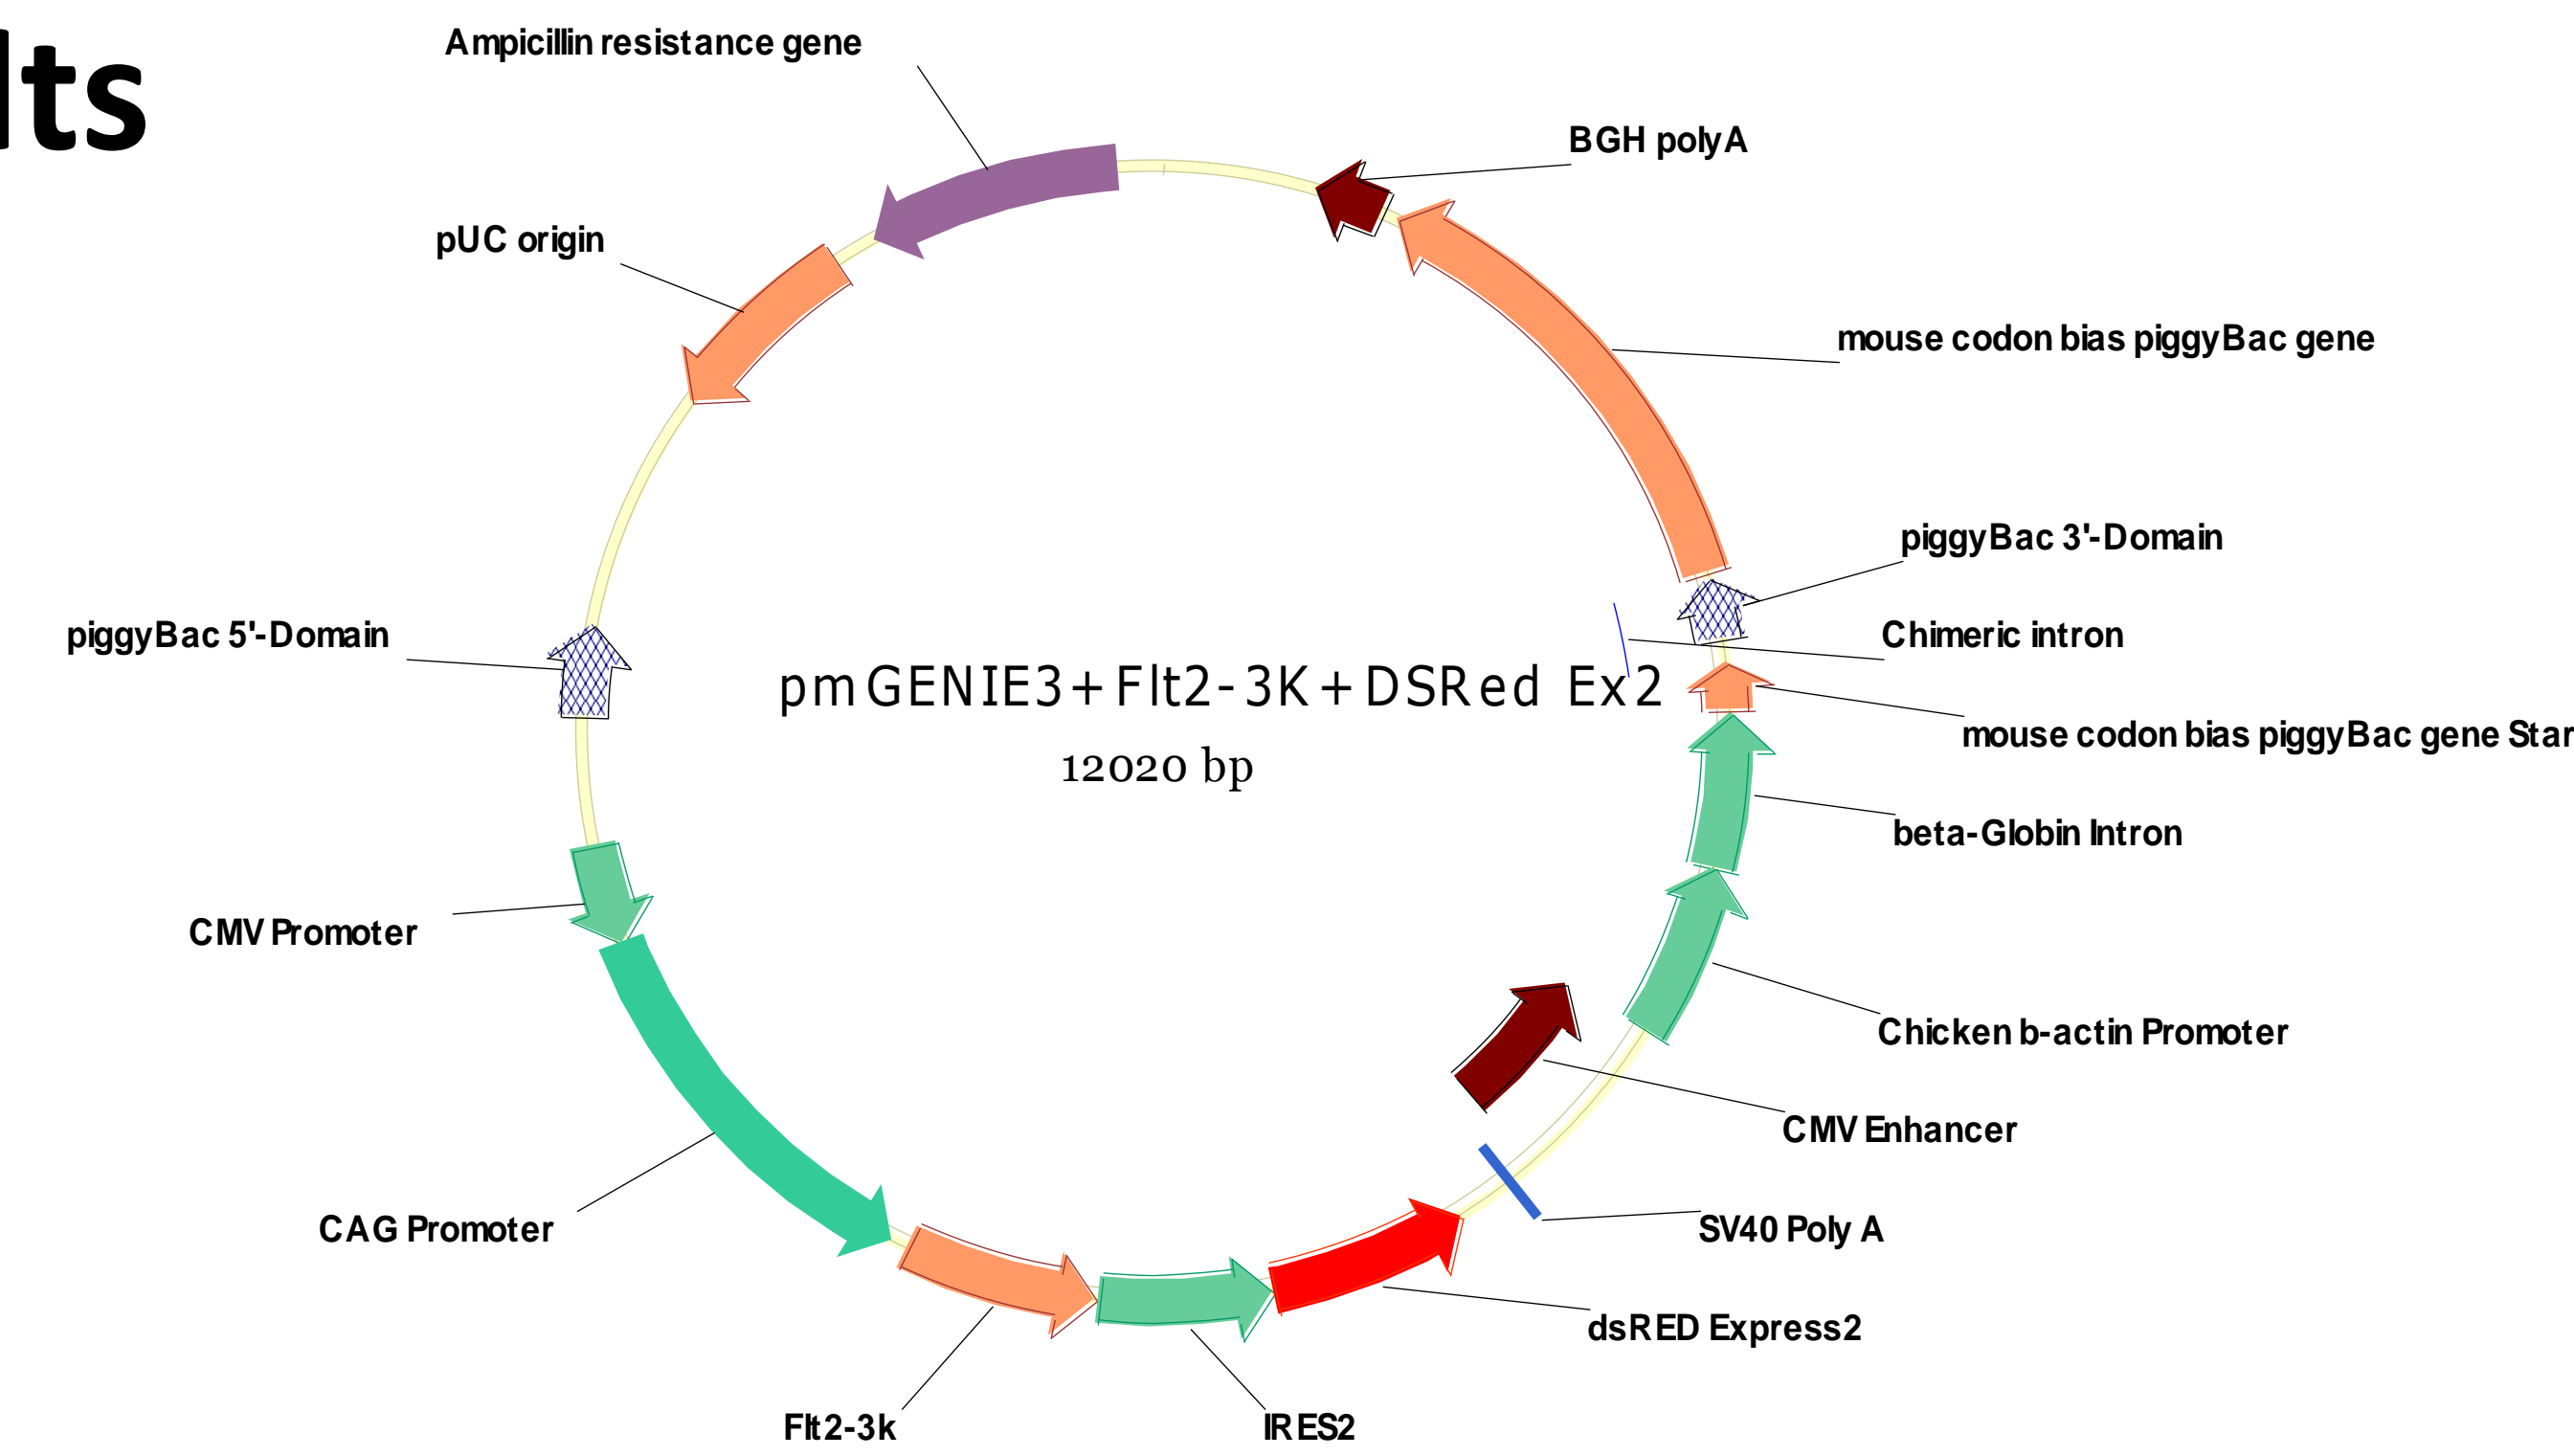 lts
Ampicillin resistance gene
BGH polyA
pUC origin
mouse codon bias piggyBac gene
piggyBac 3'-Domain
piggyBac 5'-Domain
Chimeric intron
pmGENIE3+Flt2-3K+DSRed Ex2
mouse codon bias piggyBac gene Star
12020 bp
beta-Globin Intron
CMV Promoter
Chicken b-actin Promoter
CMV Enhancer
CAG Promoter
SV40 Poly A
dsRED Express2
Flt2-3k
IRES2